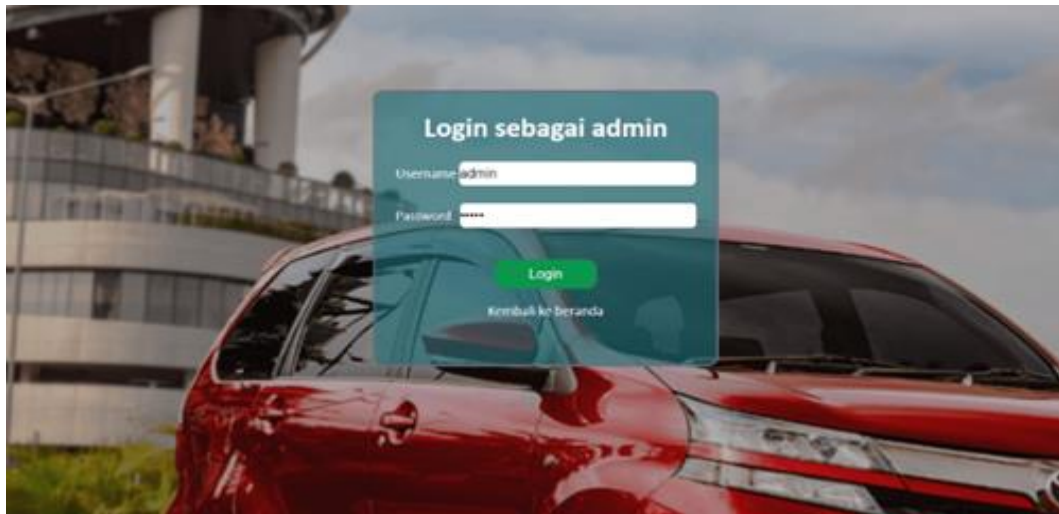 Login sebagai admin
Username admin
Password •••••
Login
Kembali ke beranda